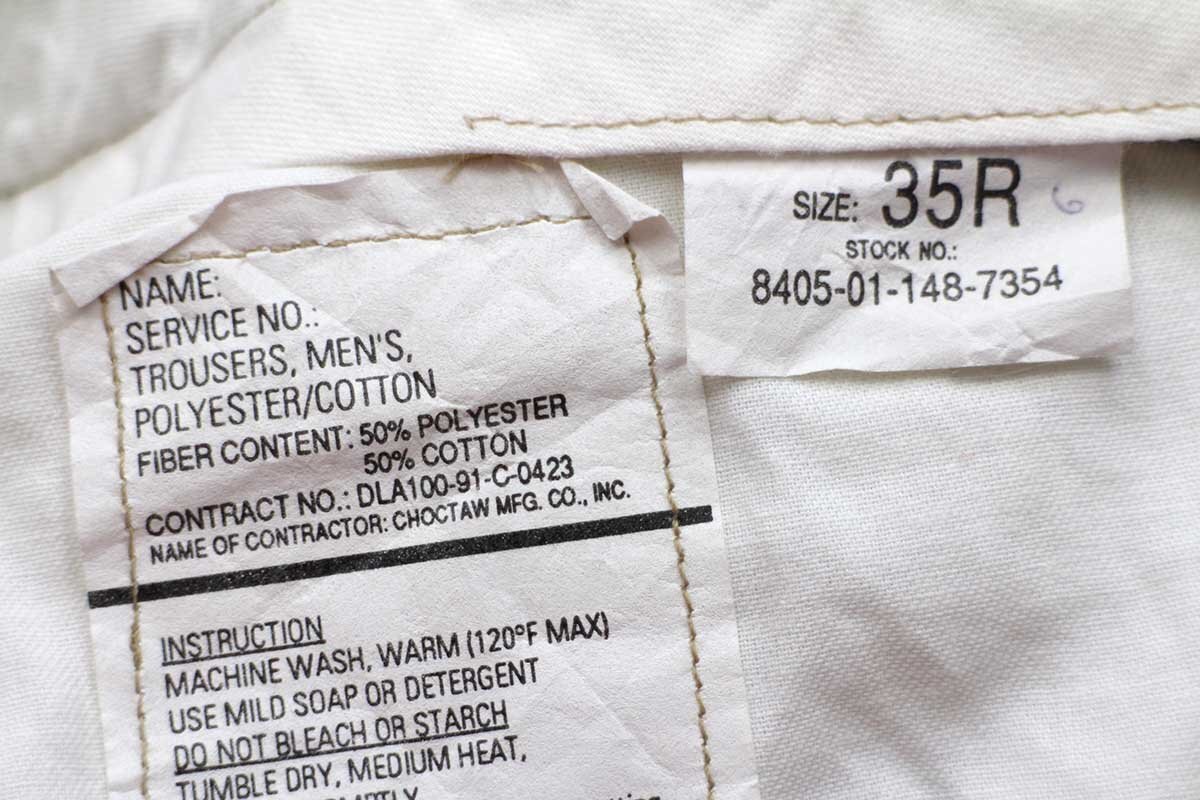 NAME:
SERVICE NO.:
TROUSERS, MEN'S,
POLYESTER/COTTON
FIBER CONTENT: 50% POLYESTER
50% COTTON
CONTRACT NO.: DLA100-91-C-0423
NAME OF CONTRACTOR: CHOCTAW MFG. CO., INC.
INSTRUCTION
MACHINE WASH, WARM (120°F MAX)
USE MILD SOAP OR DETERGENT
DO NOT BLEACH OR STARCH
TUMBLE DRY, MEDIUM HEAT,
SIZE: 35R 6
STOCK NO.:
8405-01-148-7354